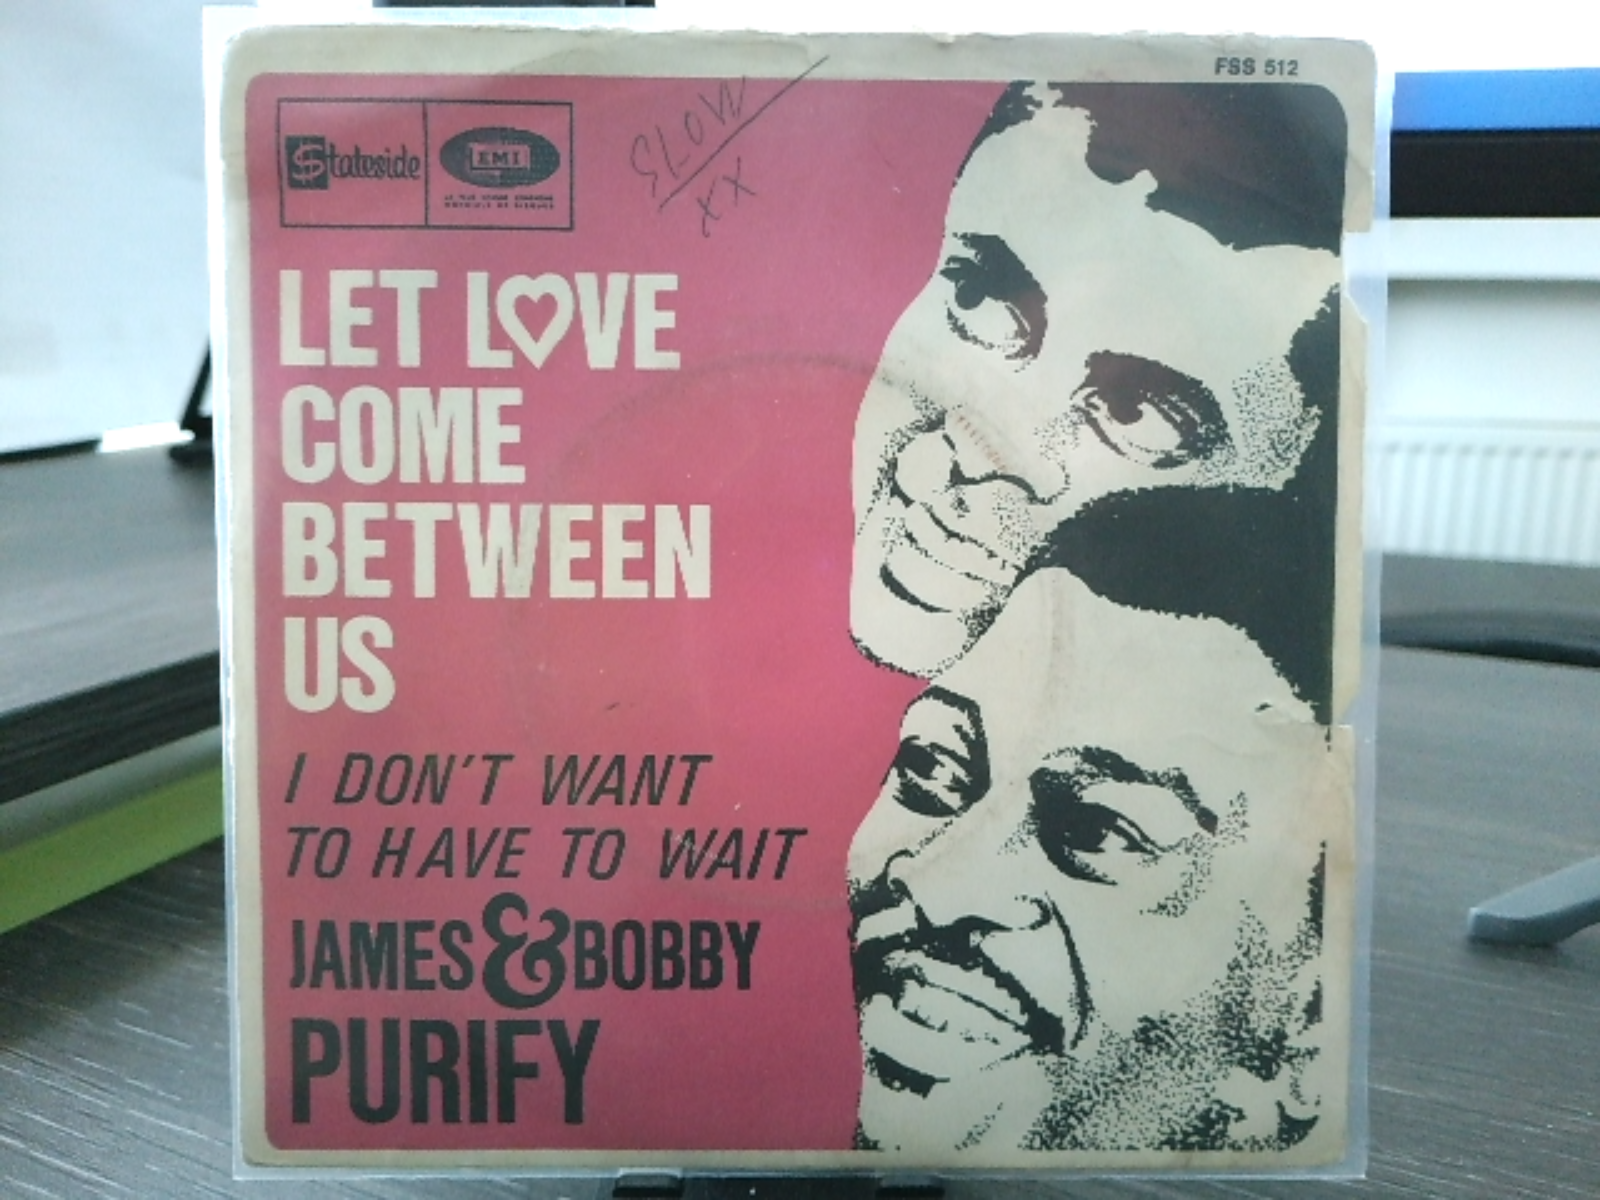 FSS 512
Stateside
EMI
SLOW
XX
LET LOVE
COME
BETWEEN
US
I DON'T WANT
TO HAVE TO WAIT
JAMES & BOBBY
PURIFY